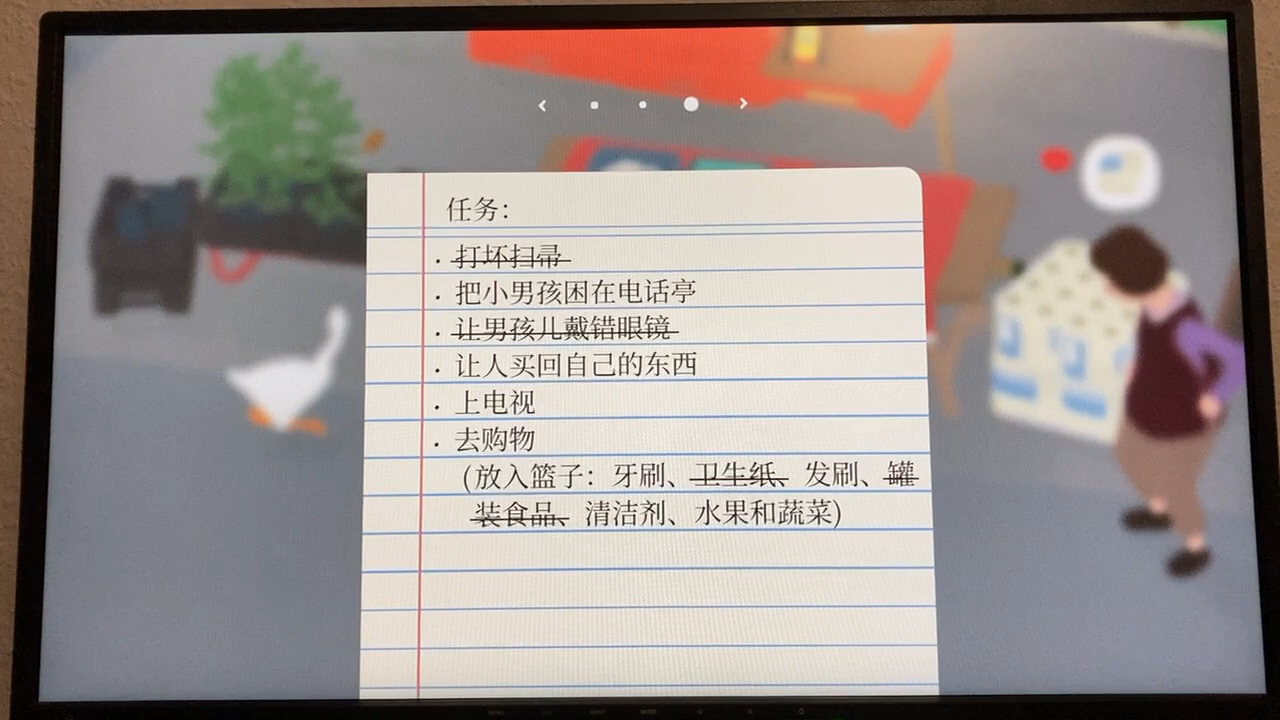 任务：
· 打坏扫帚
· 把小男孩困在电话亭
· 让男孩儿戴错眼镜
· 让人买回自己的东西
· 上电视
· 去购物
(放入篮子：牙刷、卫生纸、发刷、罐
装食品、清洁剂、水果和蔬菜)